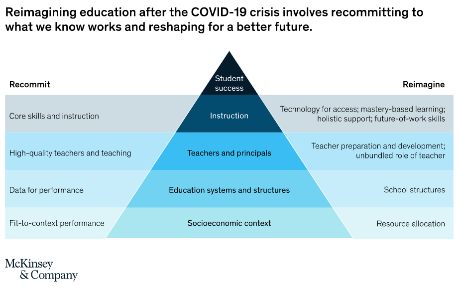 Reimagining education after the COVID-19 crisis involves recommitting to
what we know works and reshaping for a better future.
Recommit
Student
success
Reimagine
Core skills and instruction
Instruction
Technology for access; mastery-based learning;
holistic support; future-of-work skills
High-quality teachers and teaching
Teachers and principals
Teacher preparation and development;
unbundled role of teacher
Data for performance
Education systems and structures
School structures
Fit-to-context performance
Socioeconomic context
Resource allocation
McKinsey
& Company